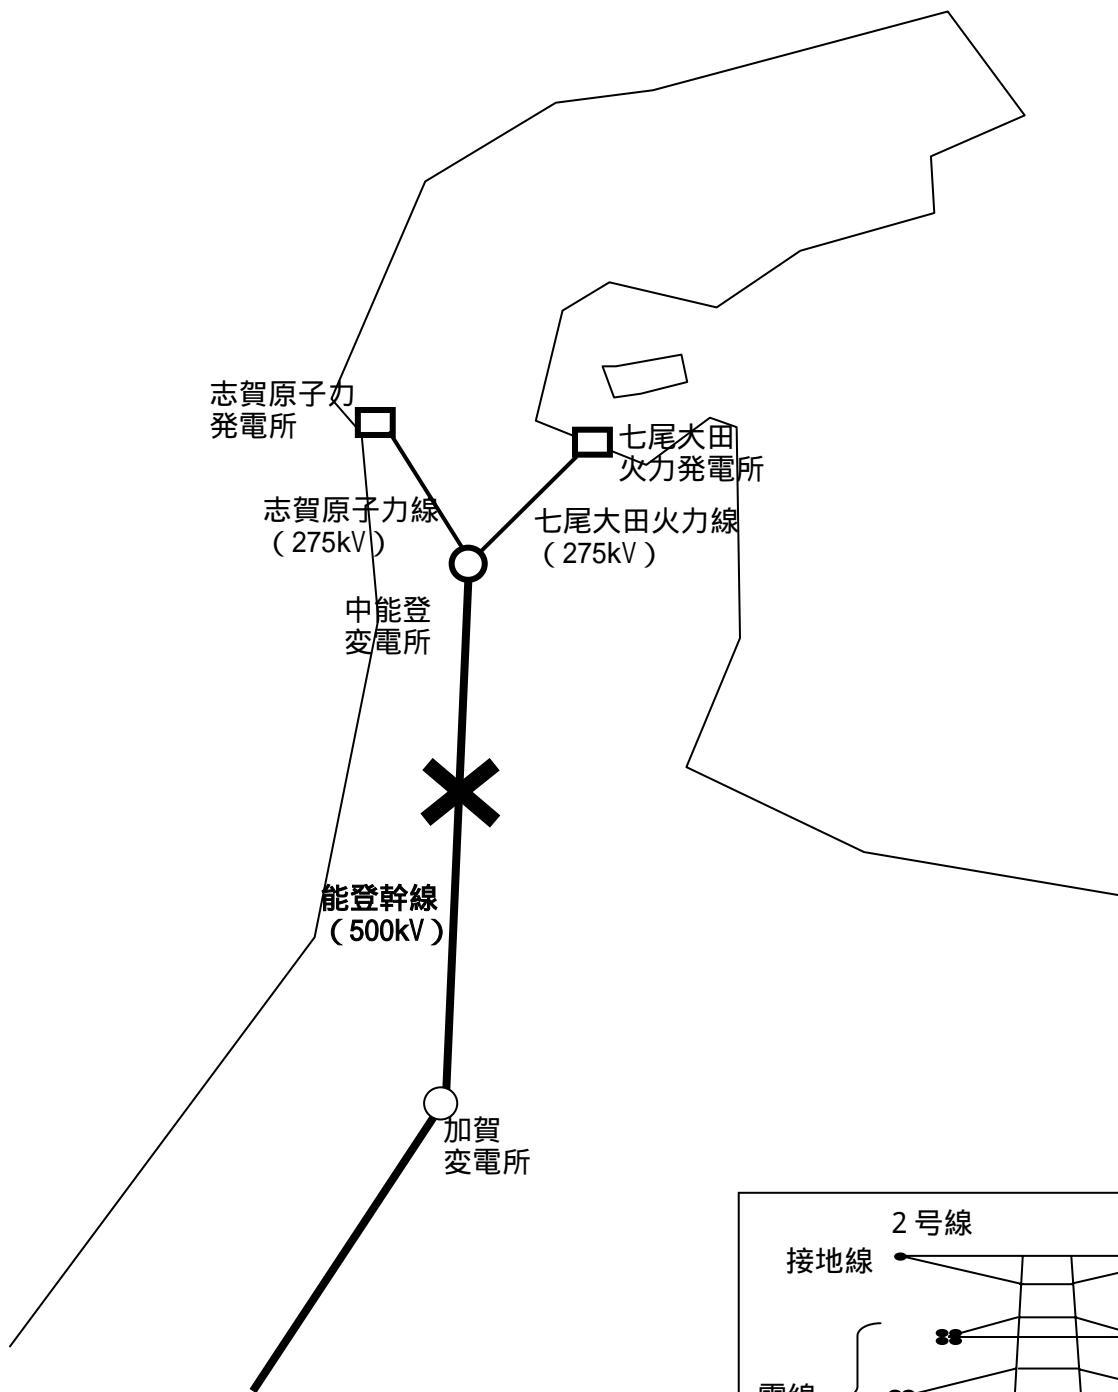 志賀原子力
発電所
七尾大田
火力発電所
志賀原子力線
（275kV）
七尾大田火力線
（275kV）
中能登
変電所
能登幹線
（500kV）
加賀
変電所
2号線
接地線
電線